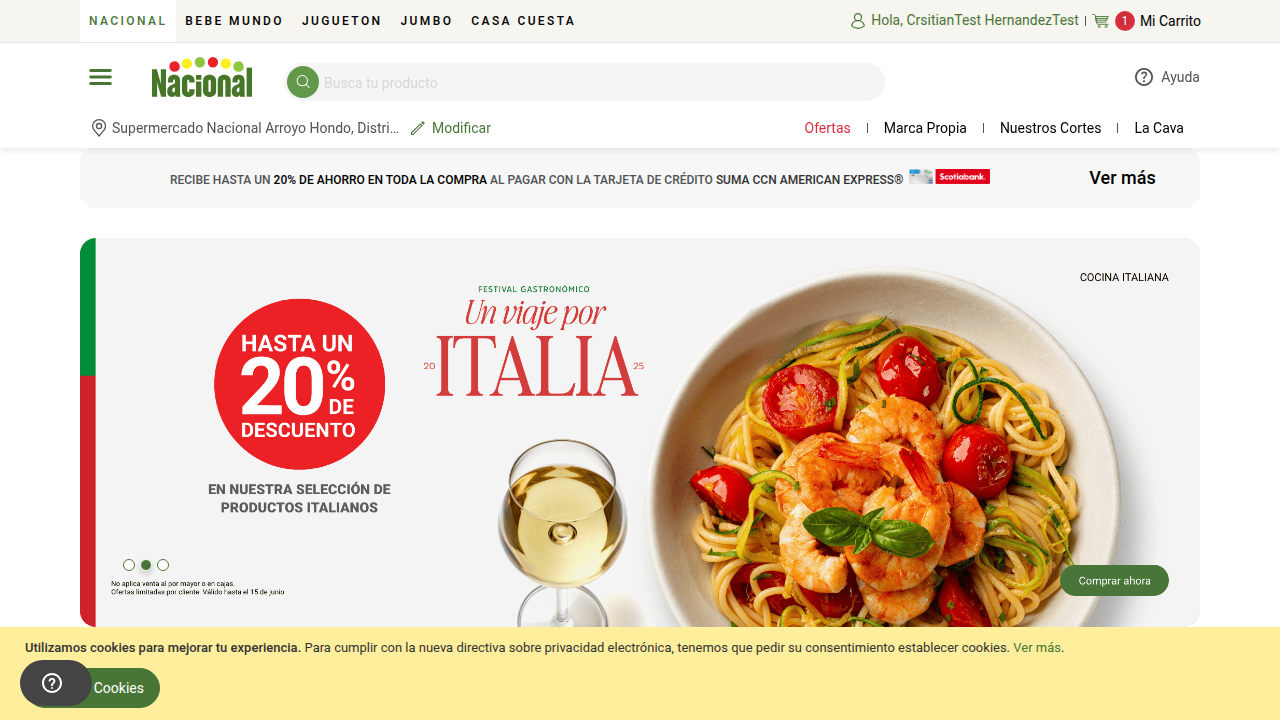 NACIONAL BEBE MUNDO JUGUETON JUMBO CASA CUESTA
Hola, CrsitianTest HernandezTest | 1 Mi Carrito
Nacional
Busca tu producto
Ayuda
Supermercado Nacional Arroyo Hondo, Distri... Modificar
Ofertas | Marca Propia | Nuestros Cortes | La Cava
RECIBE HASTA UN 20% DE AHORRO EN TODA LA COMPRA AL PAGAR CON LA TARJETA DE CRÉDITO SUMA CCN AMERICAN EXPRESS® Scotiabank.
Ver más
COCINA ITALIANA
FESTIVAL GASTRONÓMICO
Un viaje por
20 ITALIA 25
HASTA UN
20%
DE
DESCUENTO
EN NUESTRA SELECCIÓN DE
PRODUCTOS ITALIANOS
No aplica venta al por mayor o en cajas.
Ofertas limitadas por cliente. Válido hasta el 15 de junio
Comprar ahora
Utilizamos cookies para mejorar tu experiencia. Para cumplir con la nueva directiva sobre privacidad electrónica, tenemos que pedir su consentimiento establecer cookies. Ver más.
Cookies